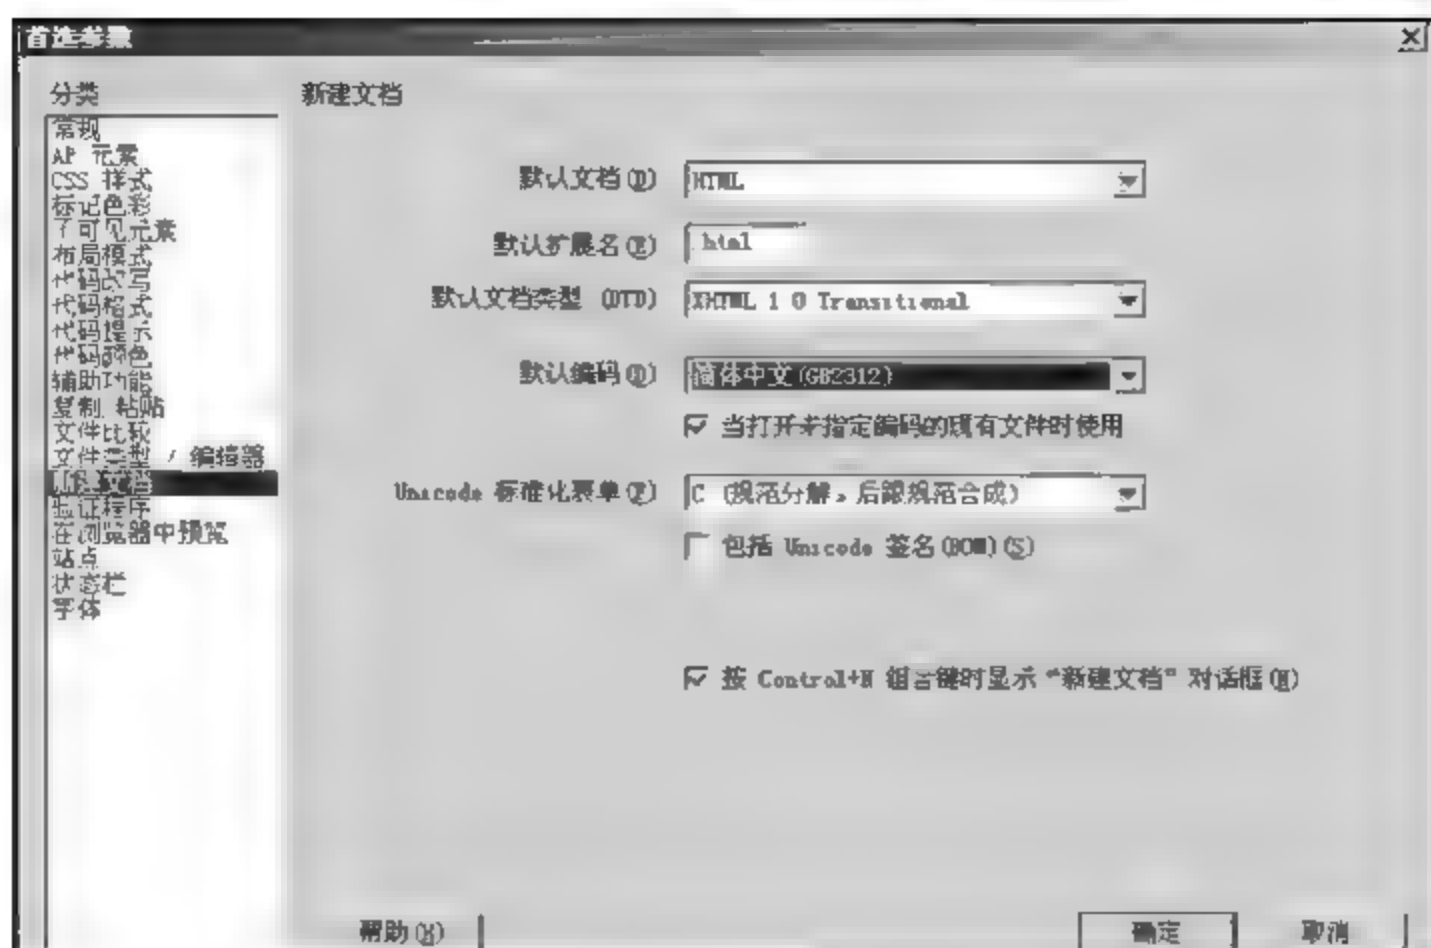 首选参数
分类
新建文档
常规
AP 元素
CSS 样式
标记色彩
不可见元素
布局模式
代码改写
代码格式
代码提示
代码颜色
辅助功能
复制/粘贴
文件比较
文件类型 / 编辑器
新建文档
验证程序
在浏览器中预览
站点
状态栏
字体
默认文档(D) HTML
默认扩展名(E) .html
默认文档类型 (DTD) XHTML 1.0 Transitional
默认编码 简体中文(GB2312)
当打开未指定编码的现有文件时使用
Unicode 标准化表单(F) C (规范分解，后跟规范合成)
包括 Unicode 签名(BOM)(S)
按 Control+N 组合键时显示“新建文档”对话框(N)
帮助(H)
确定
取消